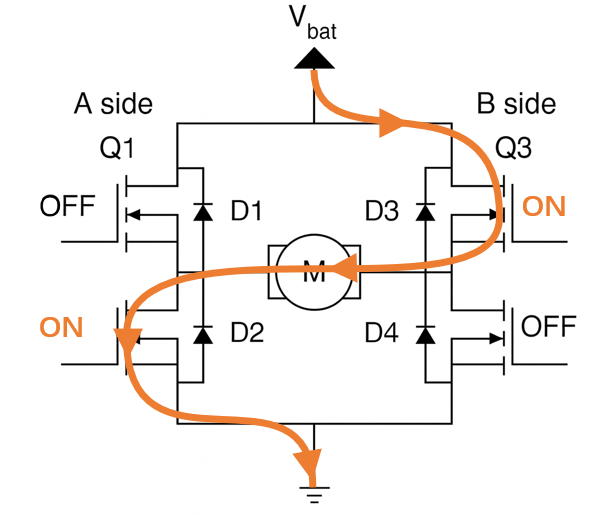 Vbat
A side
B side
Q1
Q3
OFF
D1
D3
ON
M
ON
D2
D4
OFF